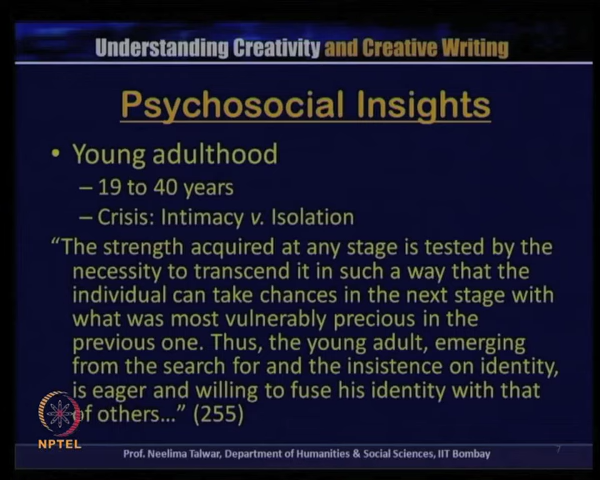 Understanding Creativity and Creative Writing
Psychosocial Insights
• Young adulthood
– 19 to 40 years
– Crisis: Intimacy v. Isolation
“The strength acquired at any stage is tested by the
necessity to transcend it in such a way that the
individual can take chances in the next stage with
what was most vulnerably precious in the
previous one. Thus, the young adult, emerging
from the search for and the insistence on identity,
is eager and willing to fuse his identity with that
of others…” (255)
NPTEL
Prof. Neelima Talwar, Department of Humanities & Social Sciences, IIT Bombay
7